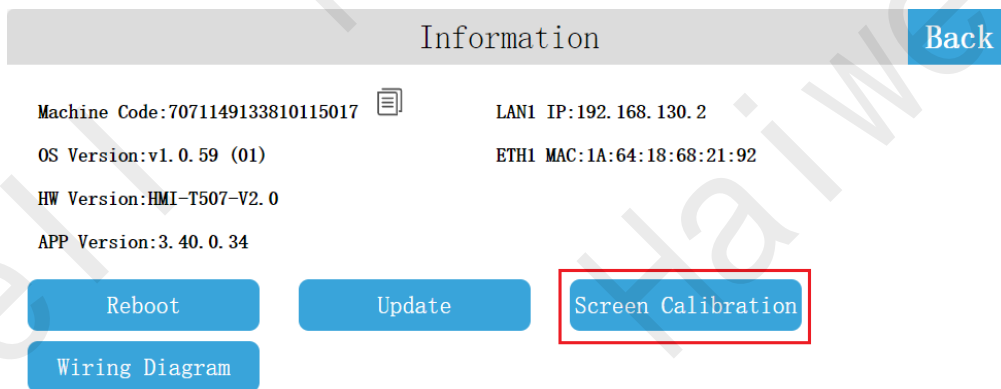 Information
Back
Machine Code:7071149133810115017
LAN1 IP:192.168.130.2
OS Version:v1.0.59 (01)
ETH1 MAC:1A:64:18:68:21:92
HW Version:HMI-T507-V2.0
APP Version:3.40.0.34
Reboot
Update
Screen Calibration
Wiring Diagram